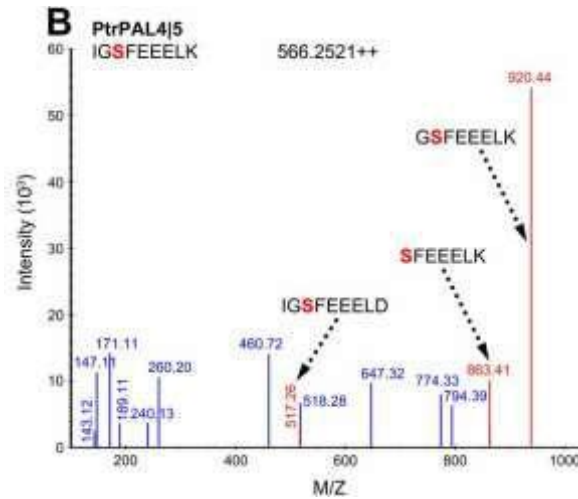 B PtrPAL4|5
IGSFEEELK 566.2521++
60
50
40
30
20
10
0
Intensity (10³)
920.44
GSFEEELK
SFEEELK
IGSFEEELD
143.12
147.11
171.11
189.11
240.13
260.20
460.72
517.26
518.28
647.32
774.33
794.39
863.41
200 400 600 800 1000
M/Z